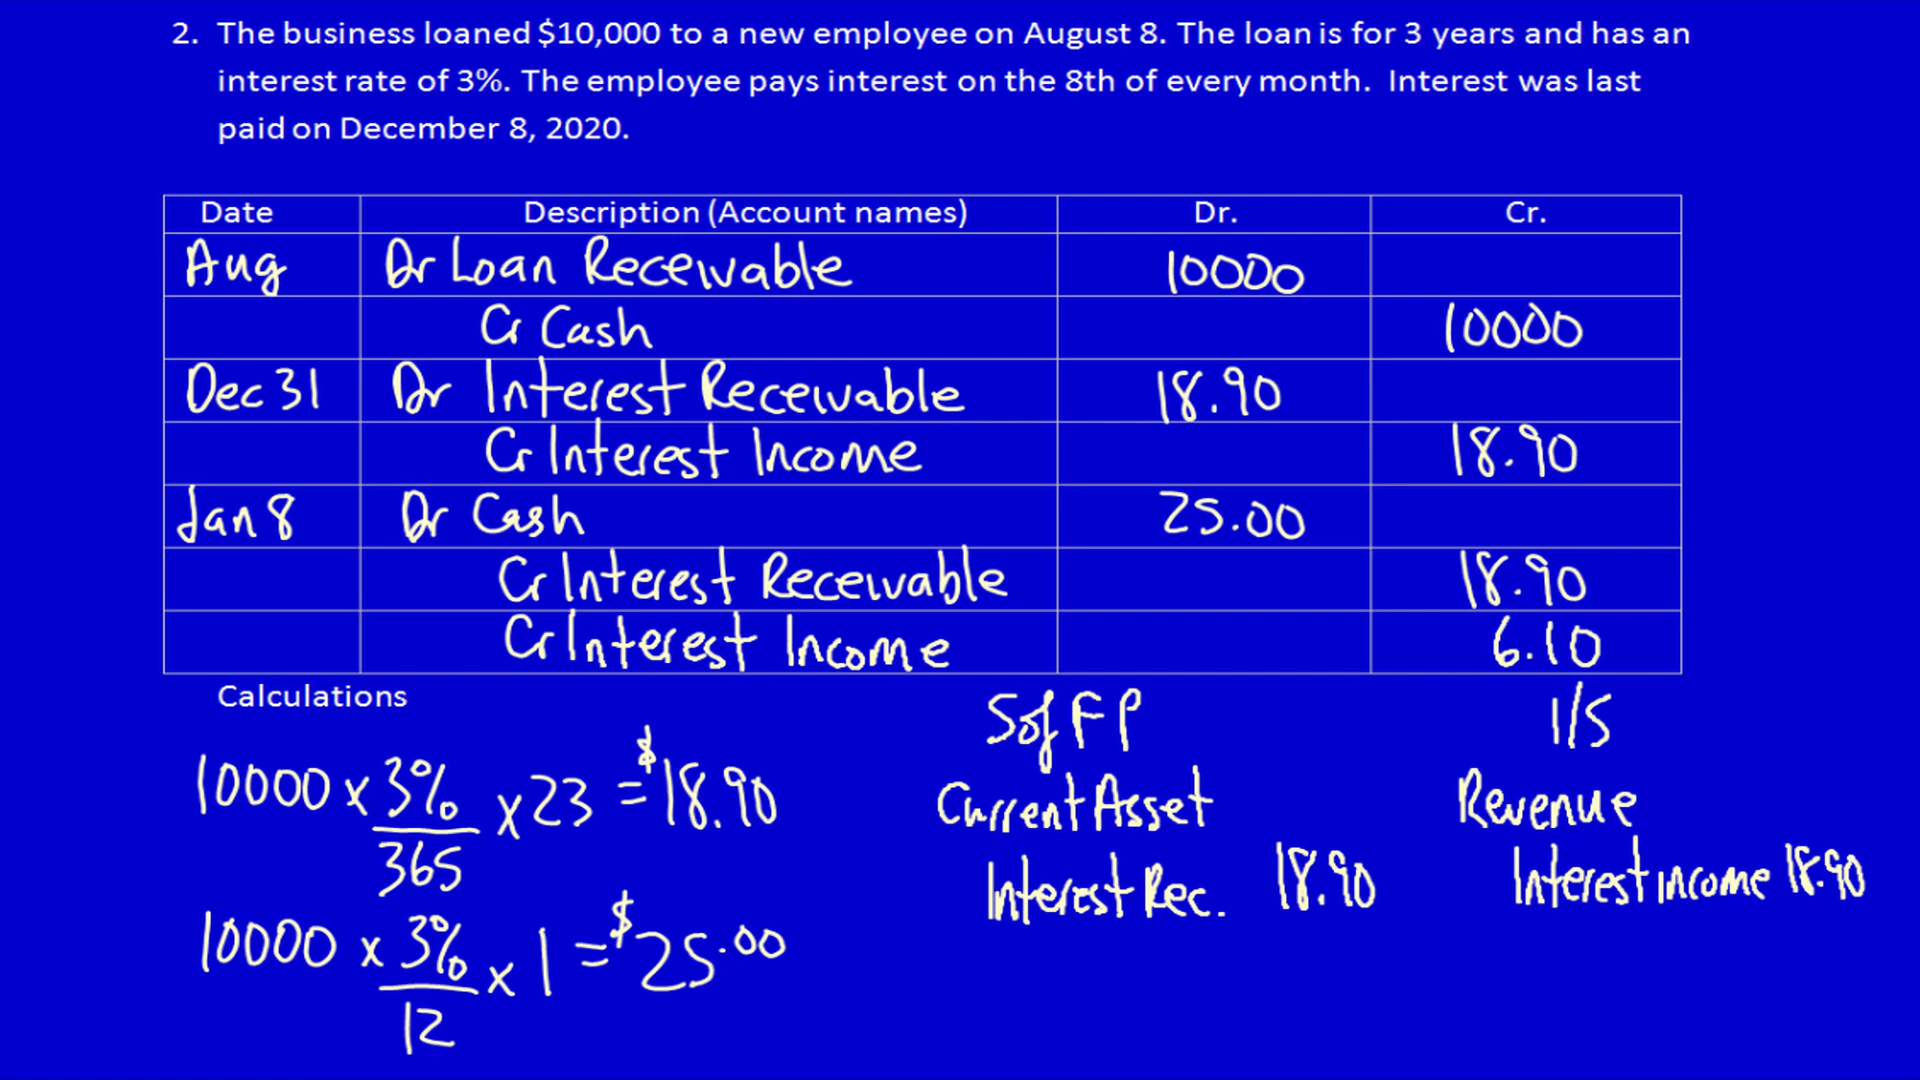 2. The business loaned $10,000 to a new employee on August 8. The loan is for 3 years and has an
interest rate of 3%. The employee pays interest on the 8th of every month. Interest was last
paid on December 8, 2020.
Date Description (Account names) Dr. Cr.
Aug Dr Loan Receivable 10000
Cr Cash 10000
Dec 31 Dr Interest Receivable 18.90
Cr Interest Income 18.90
Jan 8 Dr Cash 25.00
Cr Interest Receivable 18.90
Cr Interest Income 6.10
Calculations
S of FP I/S
10000 x 3% x 23 = $18.90
365
Current Asset Revenue
Interest Rec. 18.90 Interest income 18.90
10000 x 3% x 1 = $25.00
12